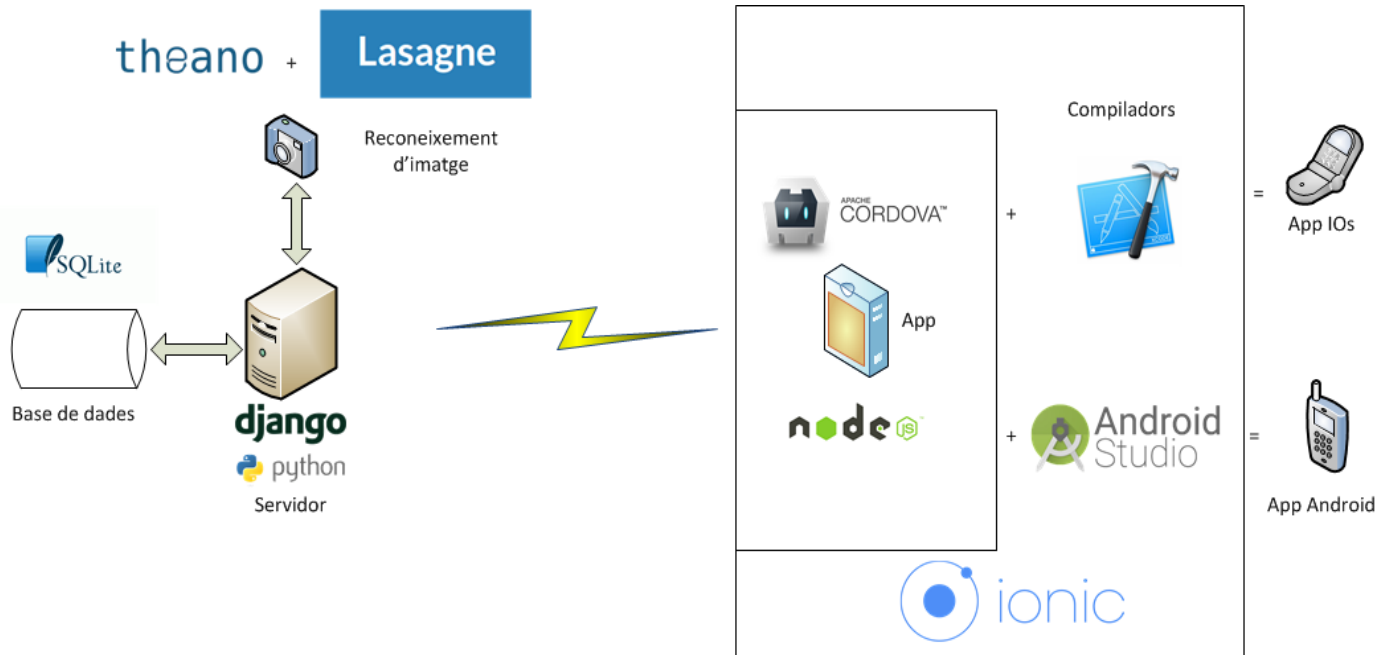 theano + Lasagne
Reconeixement
d'imatge
SQLite
Base de dades
django
python
Servidor
Compiladors
APACHE
CORDOVA™
+
=
App IOs
App
node JS™
+
Android
Studio
=
App Android
ionic